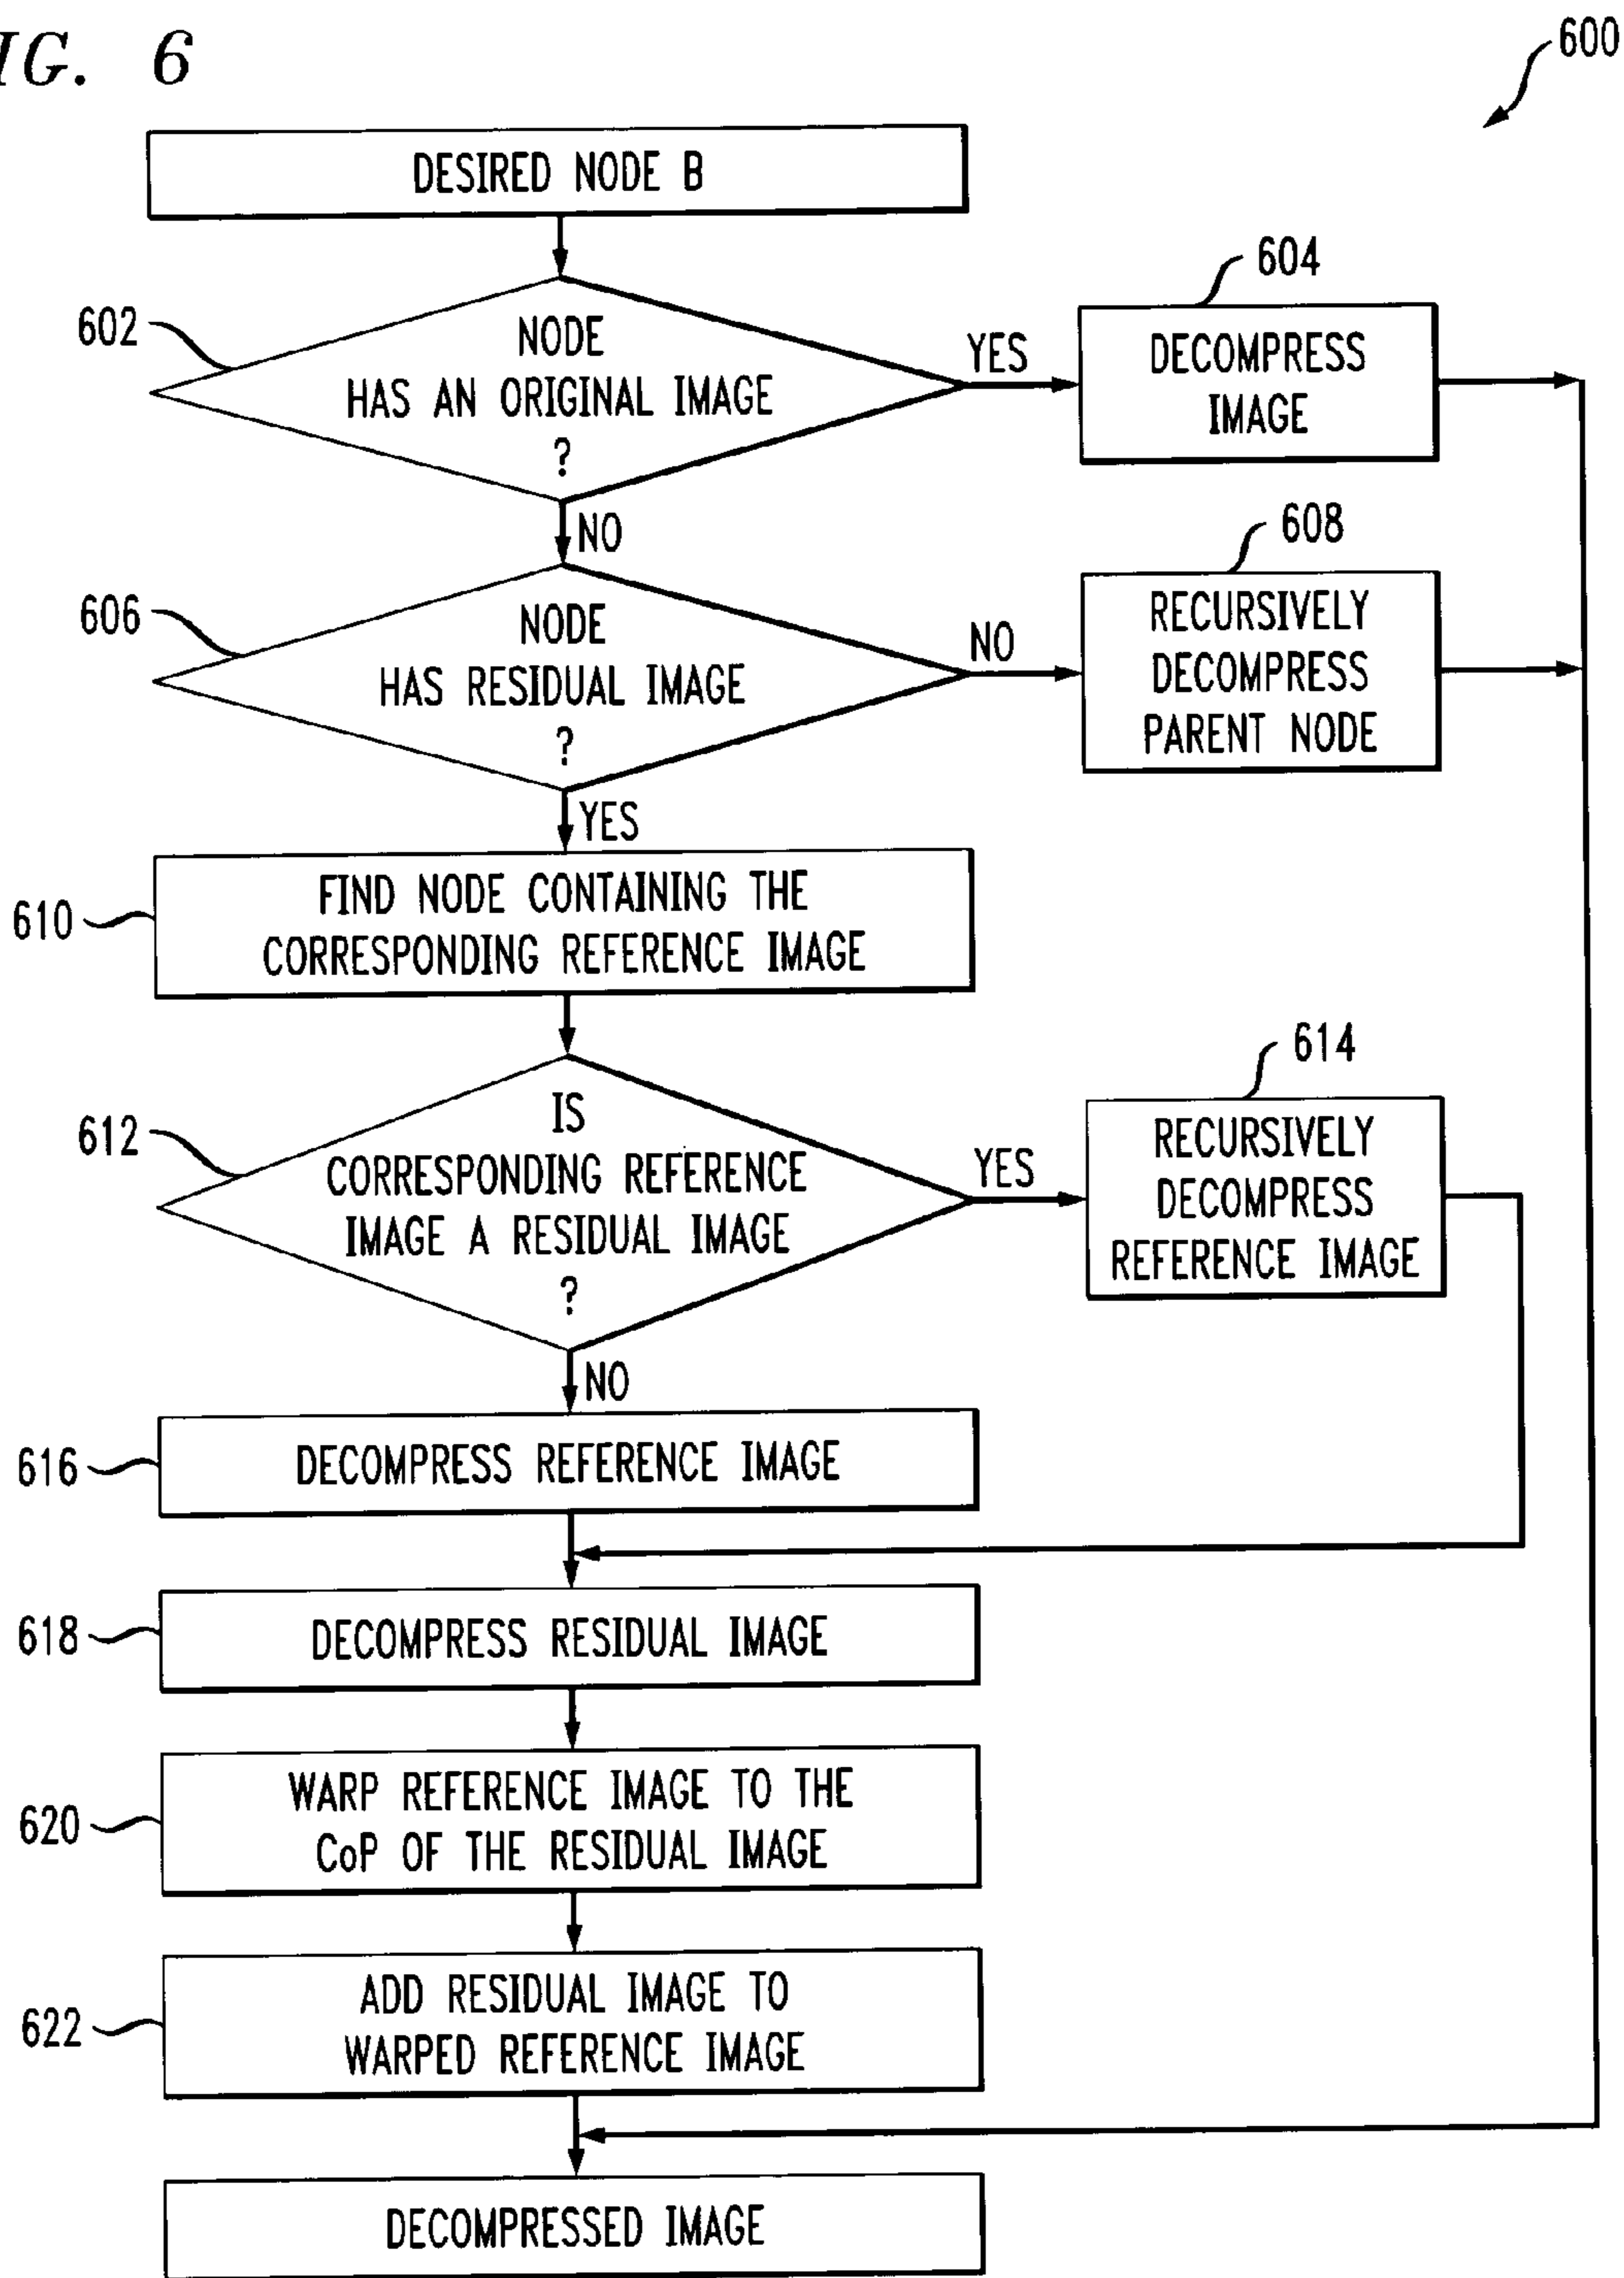 IG. 6
600
DESIRED NODE B
602
NODE
HAS AN ORIGINAL IMAGE
?
YES
604
DECOMPRESS
IMAGE
NO
606
NODE
HAS RESIDUAL IMAGE
?
NO
608
RECURSIVELY
DECOMPRESS
PARENT NODE
YES
610
FIND NODE CONTAINING THE
CORRESPONDING REFERENCE IMAGE
612
IS
CORRESPONDING REFERENCE
IMAGE A RESIDUAL IMAGE
?
YES
614
RECURSIVELY
DECOMPRESS
REFERENCE IMAGE
NO
616
DECOMPRESS REFERENCE IMAGE
618
DECOMPRESS RESIDUAL IMAGE
620
WARP REFERENCE IMAGE TO THE
CoP OF THE RESIDUAL IMAGE
622
ADD RESIDUAL IMAGE TO
WARPED REFERENCE IMAGE
DECOMPRESSED IMAGE